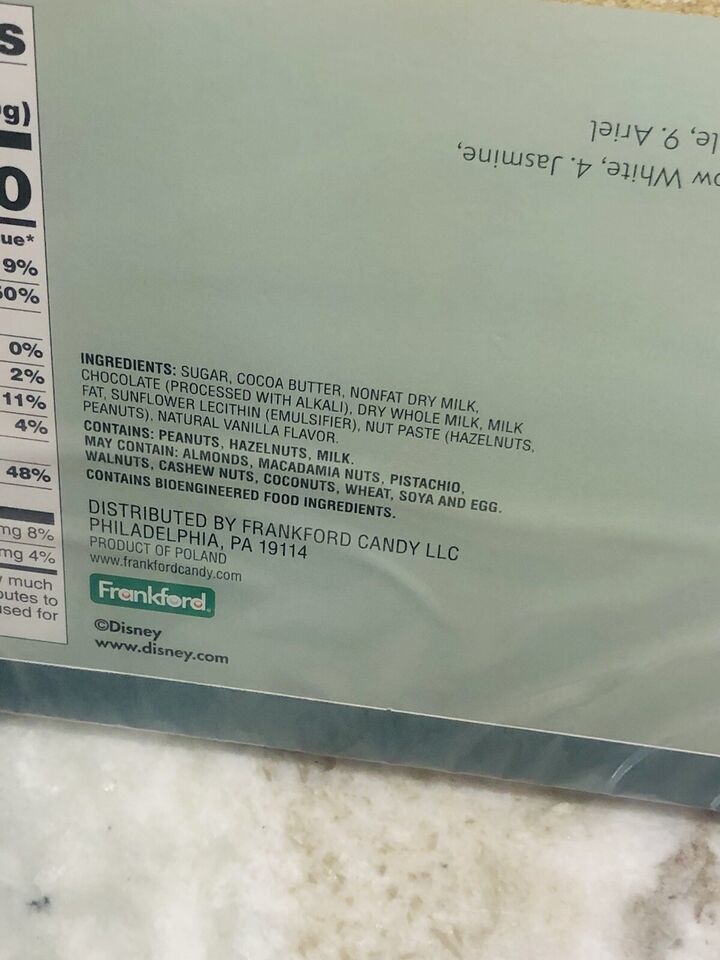 s
g)
0
ue*
9%
0%
0%
2%
11%
4%
48%
mg 8%
mg 4%
much
butes to
used for
White, 4. Jasmine,
le, 9. Ariel
INGREDIENTS: SUGAR, COCOA BUTTER, NONFAT DRY MILK,
CHOCOLATE (PROCESSED WITH ALKALI), DRY WHOLE MILK, MILK
FAT, SUNFLOWER LECITHIN (EMULSIFIER), NUT PASTE (HAZELNUTS,
PEANUTS), NATURAL VANILLA FLAVOR.
CONTAINS: PEANUTS, HAZELNUTS, MILK.
MAY CONTAIN: ALMONDS, MACADAMIA NUTS, PISTACHIO,
WALNUTS, CASHEW NUTS, COCONUTS, WHEAT, SOYA AND EGG.
CONTAINS BIOENGINEERED FOOD INGREDIENTS.
DISTRIBUTED BY FRANKFORD CANDY LLC
PHILADELPHIA, PA 19114
PRODUCT OF POLAND
www.frankfordcandy.com
Frankford
©Disney
www.disney.com